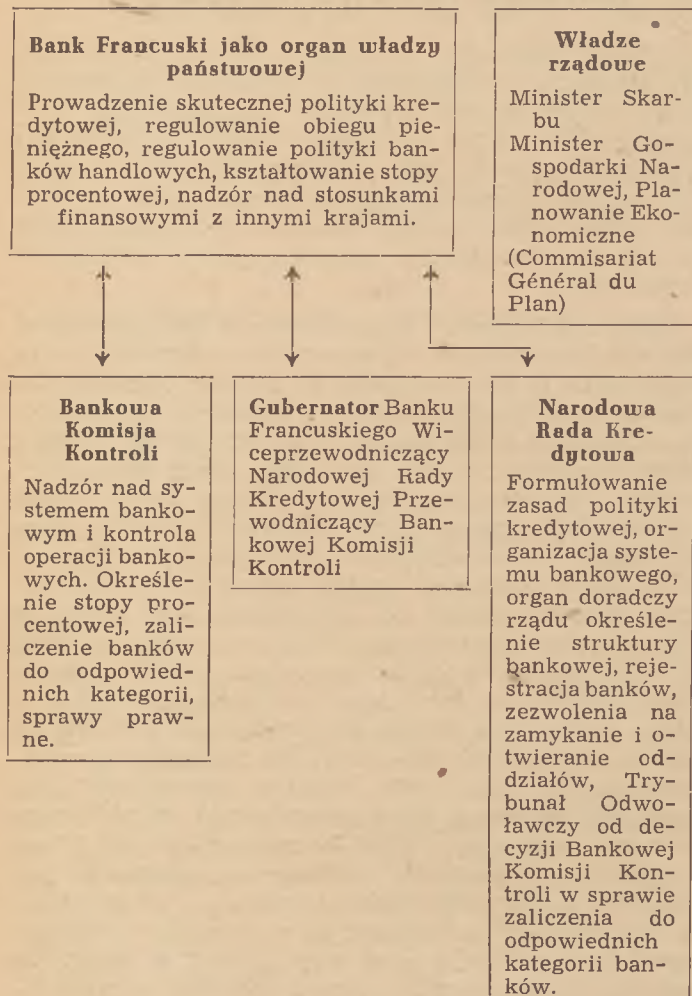 Bank Francuski jako organ władzy
państwowej
Prowadzenie skutecznej polityki kre-
dytowej, regulowanie obiegu pie-
niężnego, regulowanie polityki ban-
ków handlowych, kształtowanie stopy
procentowej, nadzór nad stosunkami
finansowymi z innymi krajami.
Władze
rządowe
Minister Skar-
bu
Minister Go-
spodarki Na-
rodowej, Pla-
nowanie Eko-
nomiczne
(Commisariat
Général du
Plan)
Bankowa
Komisja
Kontroli
Nadzór nad sy-
stemem banko-
wym i kontrola
operacji banko-
wych. Określe-
nie stopy pro-
centowej, zali-
czenie banków
do odpowied-
nich kategorii,
sprawy praw-
ne.
Gubernator Banku
Francuskiego Wi-
ceprzewodniczący
Narodowej Rady
Kredytowej Prze-
wodniczący Ban-
kowej Komisji
Kontroli
Narodowa
Rada Kre-
dytowa
Formułowanie
zasad polityki
kredytowej, or-
ganizacja syste-
mu bankowego,
organ doradczy
rządu określe-
nie struktury
bankowej, reje-
stracja banków,
zezwolenia na
zamykanie i o-
twieranie od-
działów, Try-
bunał Odwo-
ławczy od de-
cyzji Bankowej
Komisji Kon-
troli w sprawie
zaliczenia do
odpowiednich
kategorii ban-
ków.